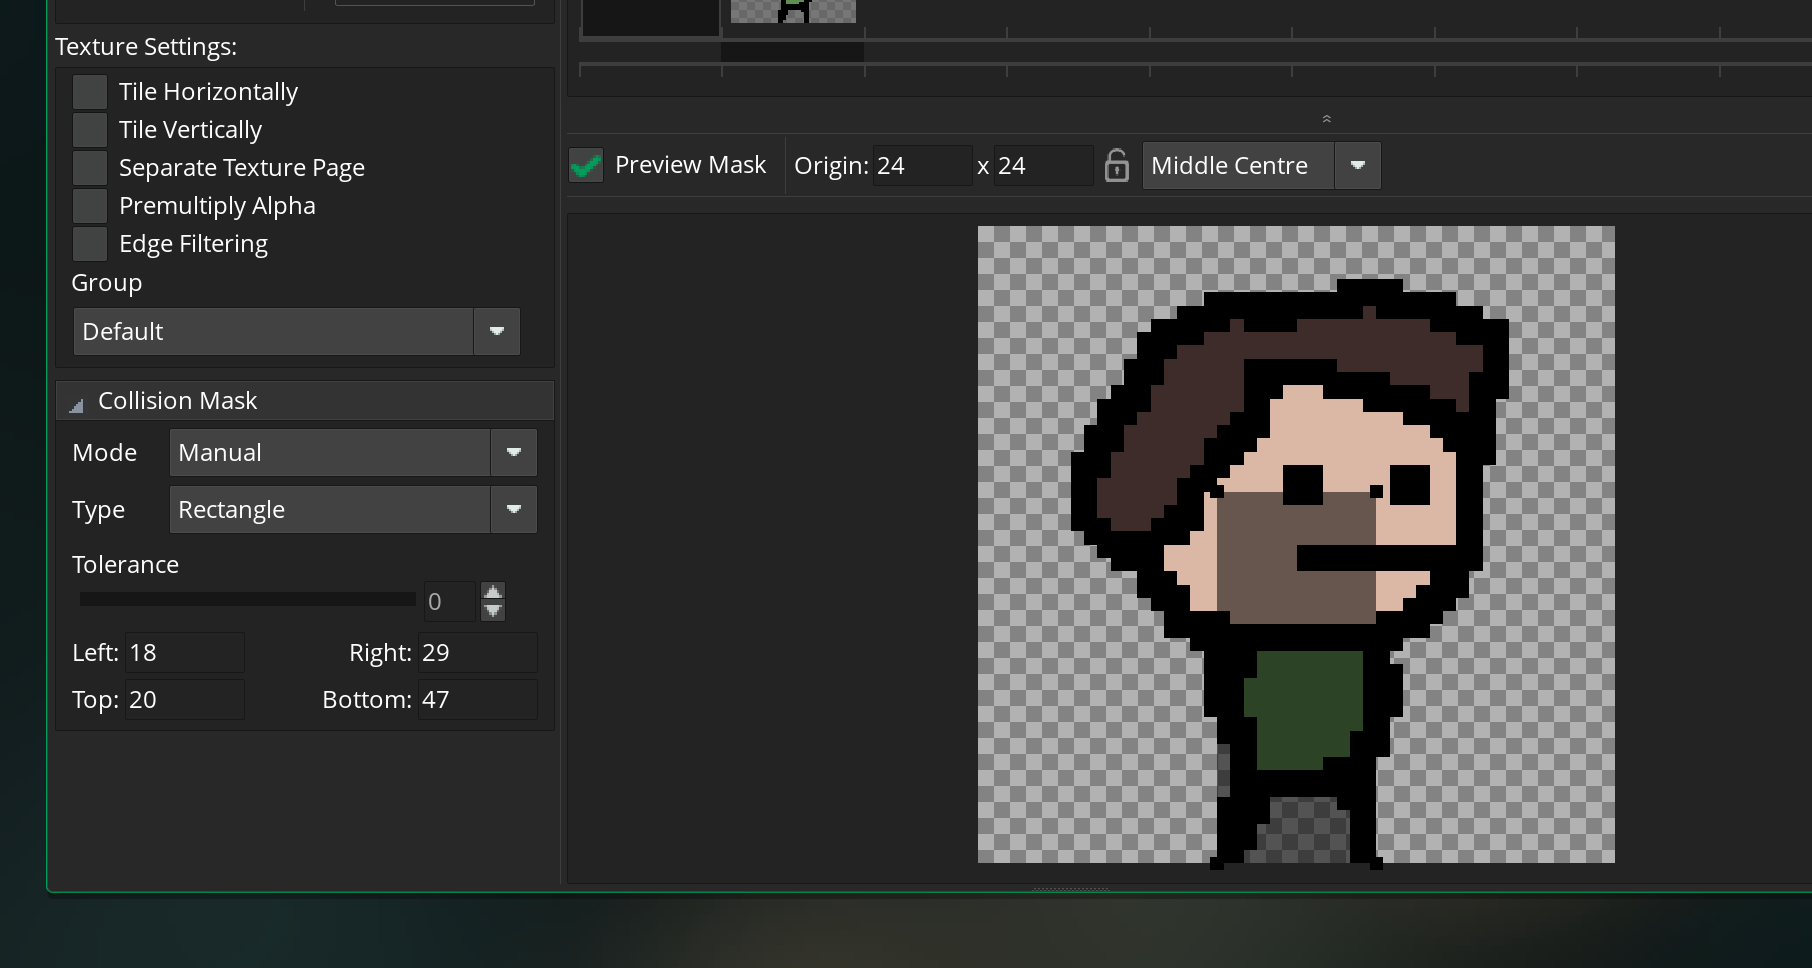 Texture Settings:
Tile Horizontally
Tile Vertically
Separate Texture Page
Premultiply Alpha
Edge Filtering
Group
Default
Collision Mask
Mode Manual
Type Rectangle
Tolerance
0
Left: 18 Right: 29
Top: 20 Bottom: 47
Preview Mask Origin: 24 x 24 Middle Centre